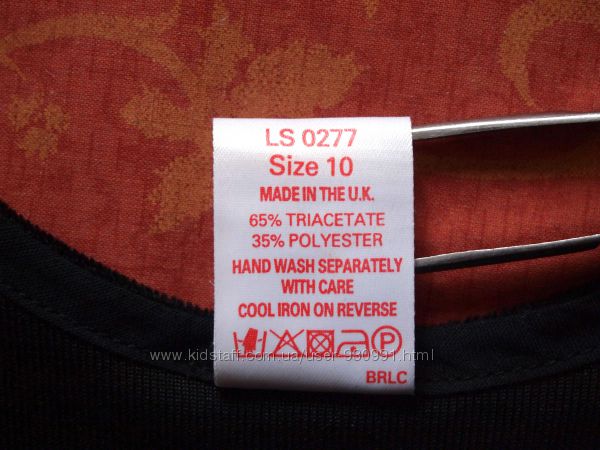 LS 0277
Size 10
MADE IN THE U.K.
65% TRIACETATE
35% POLYESTER
HAND WASH SEPARATELY
WITH CARE
COOL IRON ON REVERSE
P
www.kidstaff.com.ua/user-930991.html
BRLC